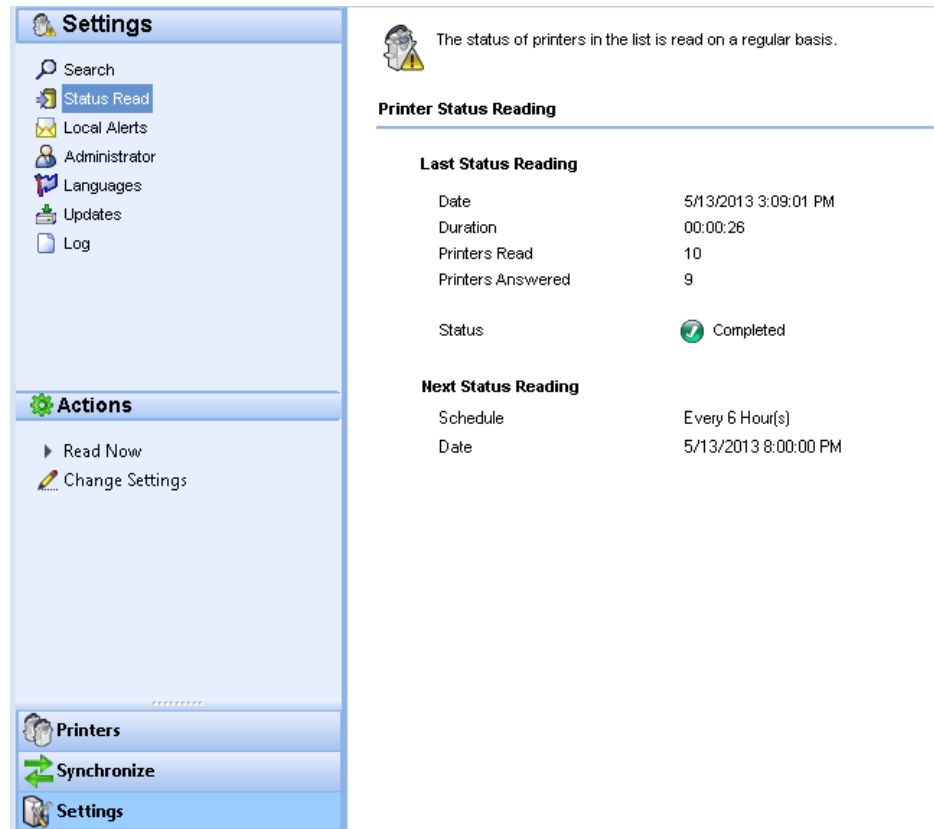 Settings
Search
Status Read
Local Alerts
Administrator
Languages
Updates
Log
Actions
Read Now
Change Settings
Printers
Synchronize
Settings
The status of printers in the list is read on a regular basis.
Printer Status Reading
Last Status Reading
Date 5/13/2013 3:09:01 PM
Duration 00:00:26
Printers Read 10
Printers Answered 9
Status Completed
Next Status Reading
Schedule Every 6 Hour(s)
Date 5/13/2013 8:00:00 PM